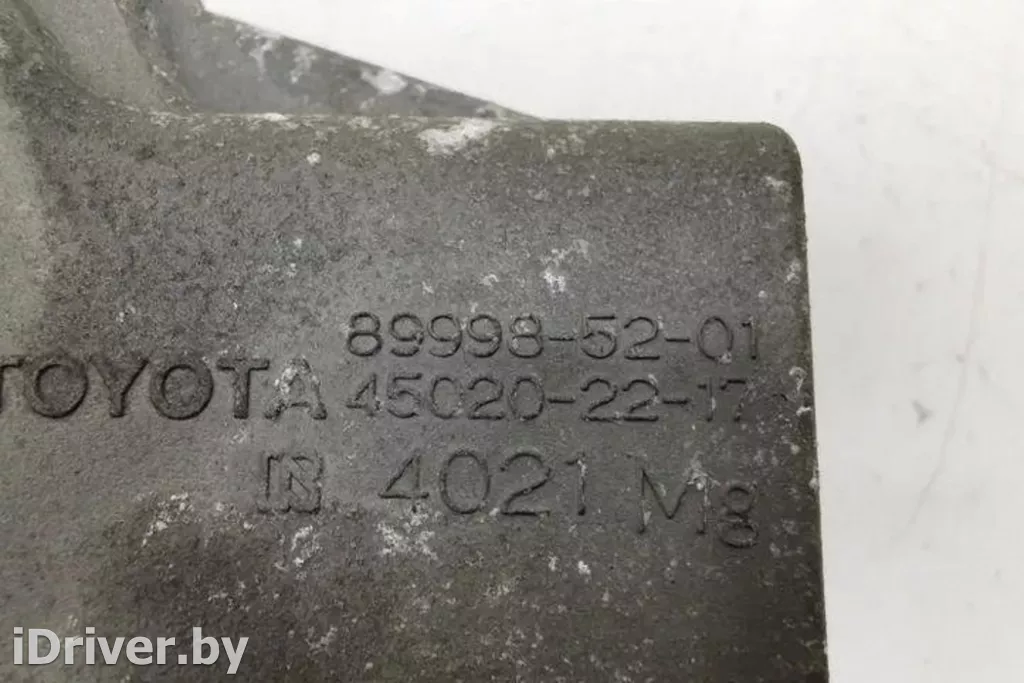 89998-52-01
TOYOTA 45020-22-17
4021 Mg
iDriver.by